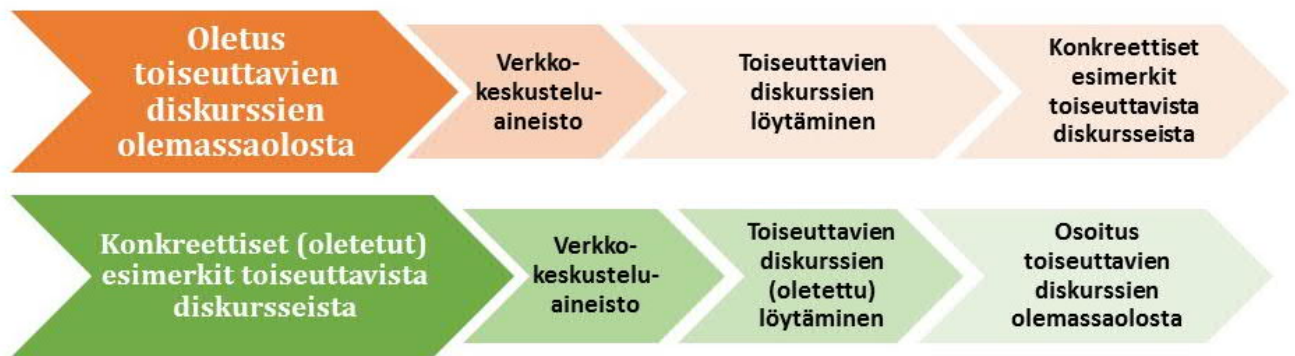 Oletus
toiseuttavien
diskurssien
olemassaolosta
Verkko-
keskustelu-
aineisto
Toiseuttavien
diskurssien
löytäminen
Konkreettiset
esimerkit
toiseuttavista
diskursseista
Konkreettiset (oletetut)
esimerkit toiseuttavista
diskursseista
Verkko-
keskustelu-
aineisto
Toiseuttavien
diskurssien
(oletettu)
löytäminen
Osoitus
toiseuttavien
diskurssien
olemassaolosta